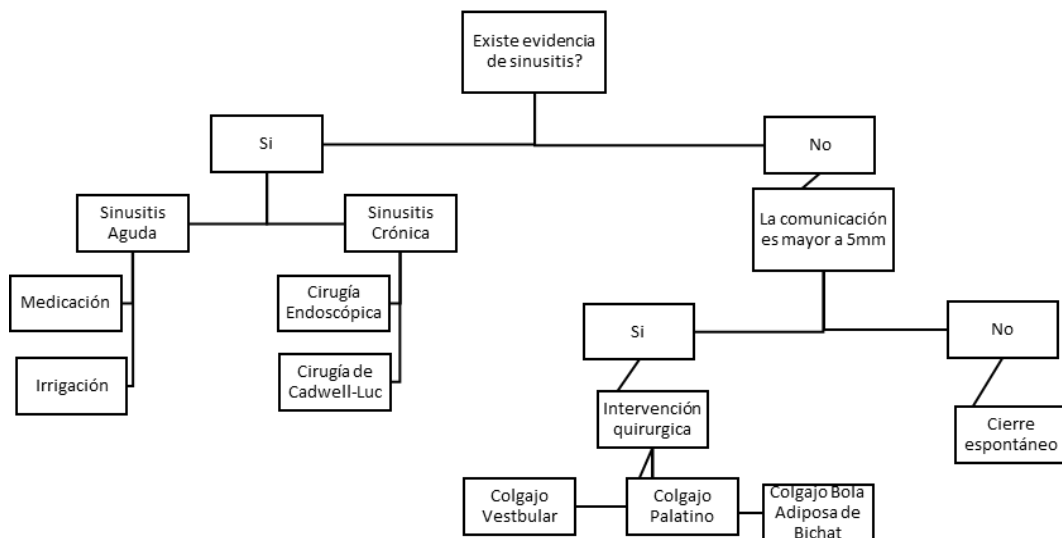 Existe evidencia
de sinusitis?
Si
No
Sinusitis
Aguda
Sinusitis
Crónica
La comunicación
es mayor a 5mm
Medicación
Cirugía
Endoscópica
Irrigación
Cirugía de
Cadwell-Luc
Si
No
Intervención
quirurgica
Cierre
espontáneo
Colgajo
Vestbular
Colgajo
Palatino
Colgajo Bola
Adiposa de
Bichat